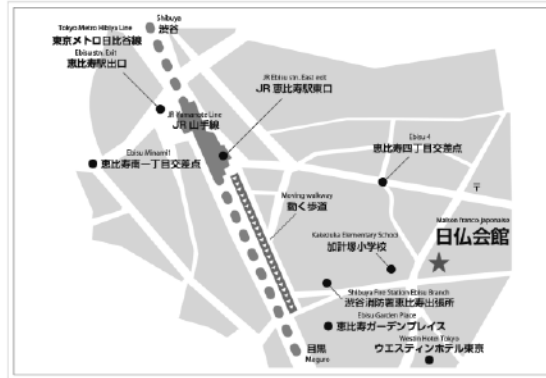 Shibuya
渋谷
Tokyo Metro Hibiya Line
東京メトロ日比谷線
Ebisu stn. Exit
恵比寿駅出口
JR Ebisu stn. East exit
JR 恵比寿駅東口
JR Yamanote Line
JR 山手線
Ebisu 4
恵比寿四丁目交差点
Ebisu Minami1
恵比寿南一丁目交差点
〒
Moving walkway
動く歩道
Maison franco-japonaise
日仏会館
Katezuka Elementary School
加計塚小学校
Shibuya Fire Station Ebisu Branch
渋谷消防署恵比寿出張所
Ebisu Garden Place
恵比寿ガーデンプレイス
Westin Hotel Tokyo
ウエスティンホテル東京
目黒
Meguro